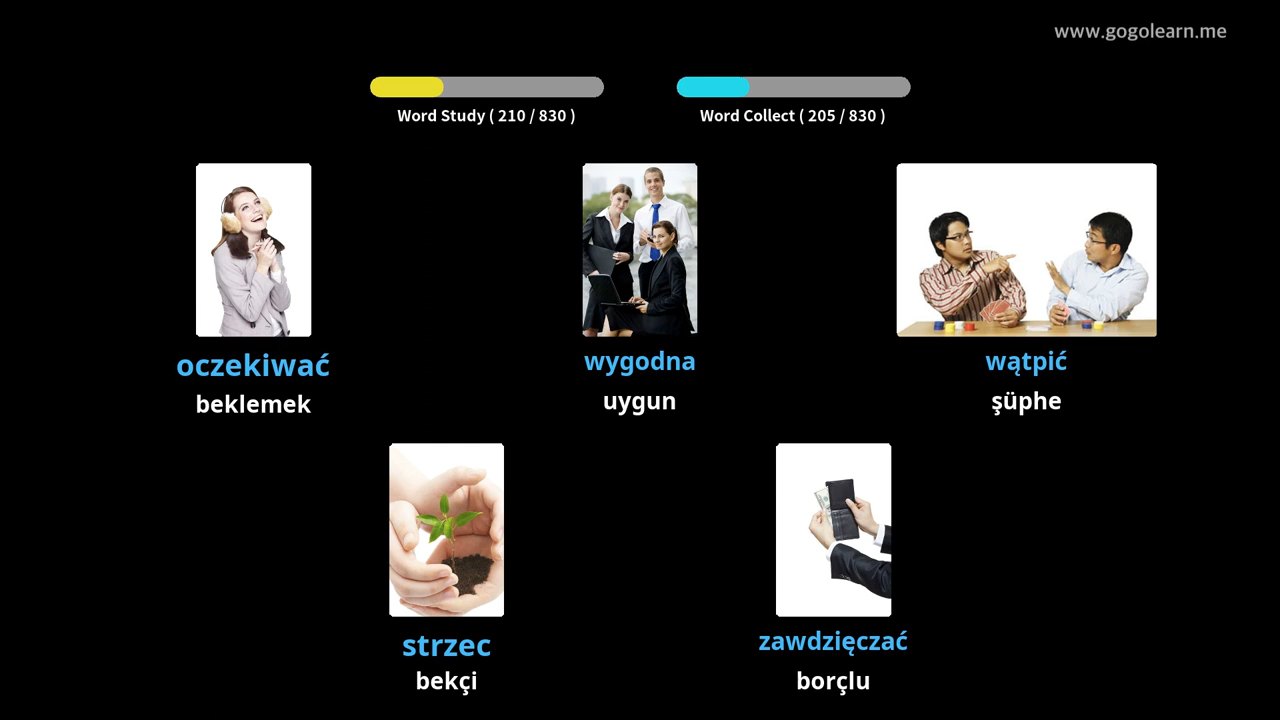 www.gogolearn.me
Word Study ( 210 / 830 )
Word Collect ( 205 / 830 )
oczekiwać
beklemek
wygodna
uygun
wątpić
şüphe
strzec
bekçi
zawdzięczać
borçlu